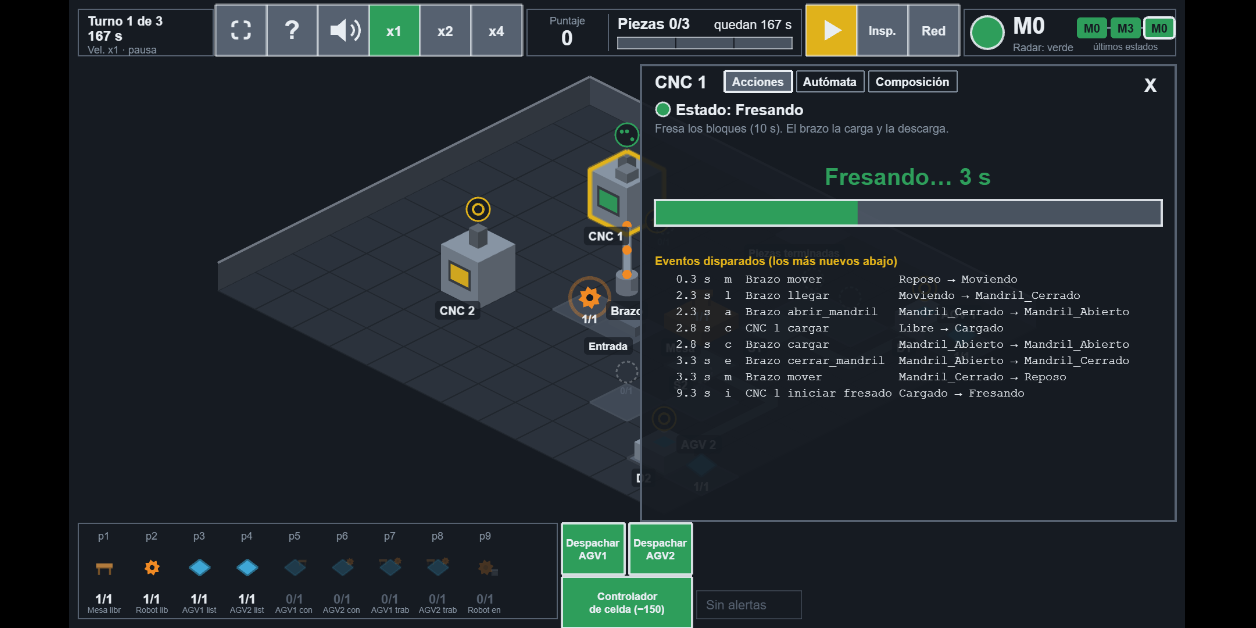 Turno 1 de 3
167 s
Vel. x1 · pausa
?
x1
x2
x4
Puntaje
0
Piezas 0/3
quedan 167 s
Insp.
Red
M0
Radar: verde
M0
M3
M0
últimos estados
CNC 1
Acciones
Autómata
Composición
X
Estado: Fresando
Fresa los bloques (10 s). El brazo la carga y la descarga.
Fresando… 3 s
Eventos disparados (los más nuevos abajo)
0.3 s m Brazo mover Reposo → Moviendo
2.3 s l Brazo llegar Moviendo → Mandril_Cerrado
2.3 s a Brazo abrir_mandril Mandril_Cerrado → Mandril_Abierto
2.8 s c CNC 1 cargar Libre → Cargado
2.8 s c Brazo cargar Mandril_Abierto → Mandril_Abierto
3.3 s e Brazo cerrar_mandril Mandril_Abierto → Mandril_Cerrado
3.3 s m Brazo mover Mandril_Cerrado → Reposo
9.3 s i CNC 1 iniciar fresado Cargado → Fresando
CNC 1
CNC 2
1/1
Brazo
Entrada
AGV 2
1/1
p1
p2
p3
p4
p5
p6
p7
p8
p9
1/1
1/1
1/1
1/1
0/1
0/1
0/1
0/1
0/1
Mesa libr
Robot lib
AGV1 list
AGV2 list
AGV1 con
AGV2 con
AGV1 trab
AGV2 trab
Robot en
Despachar
AGV1
Despachar
AGV2
Controlador
de celda (−150)
Sin alertas